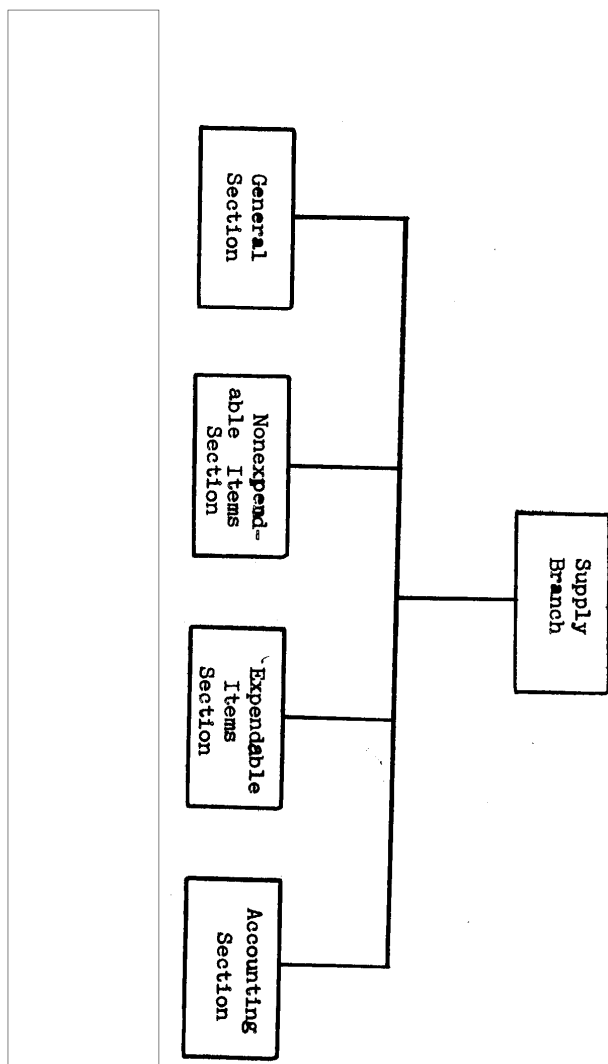 Supply
Branch
General
Section
Nonexpend-
able Items
Section
Expendable
Items
Section
Accounting
Section